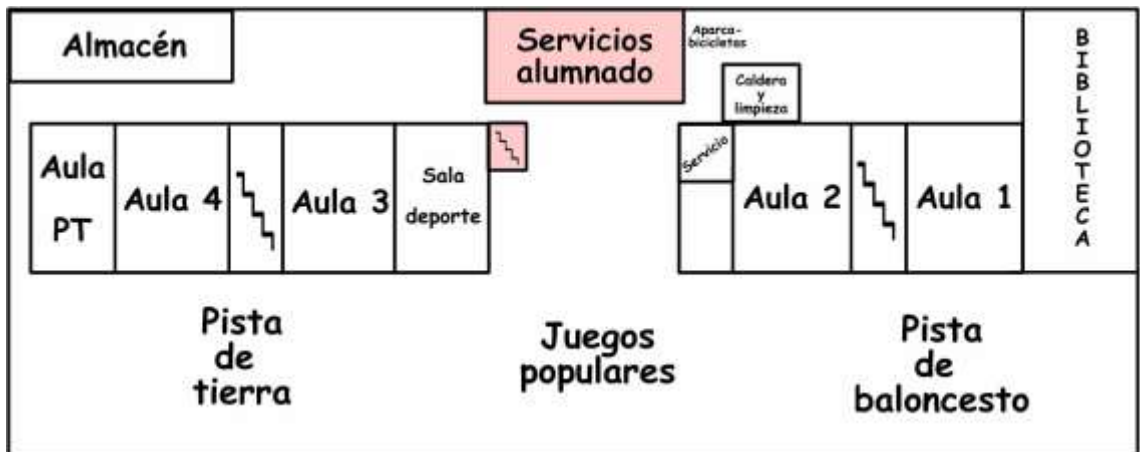 Almacén
Servicios
alumnado
Aparca-
bicicletas
Caldera
y
limpieza
BIBLIOTECA
Aula
PT
Aula 4
Aula 3
Sala
deporte
Servicio
Aula 2
Aula 1
Pista
de
tierra
Juegos
populares
Pista
de
baloncesto